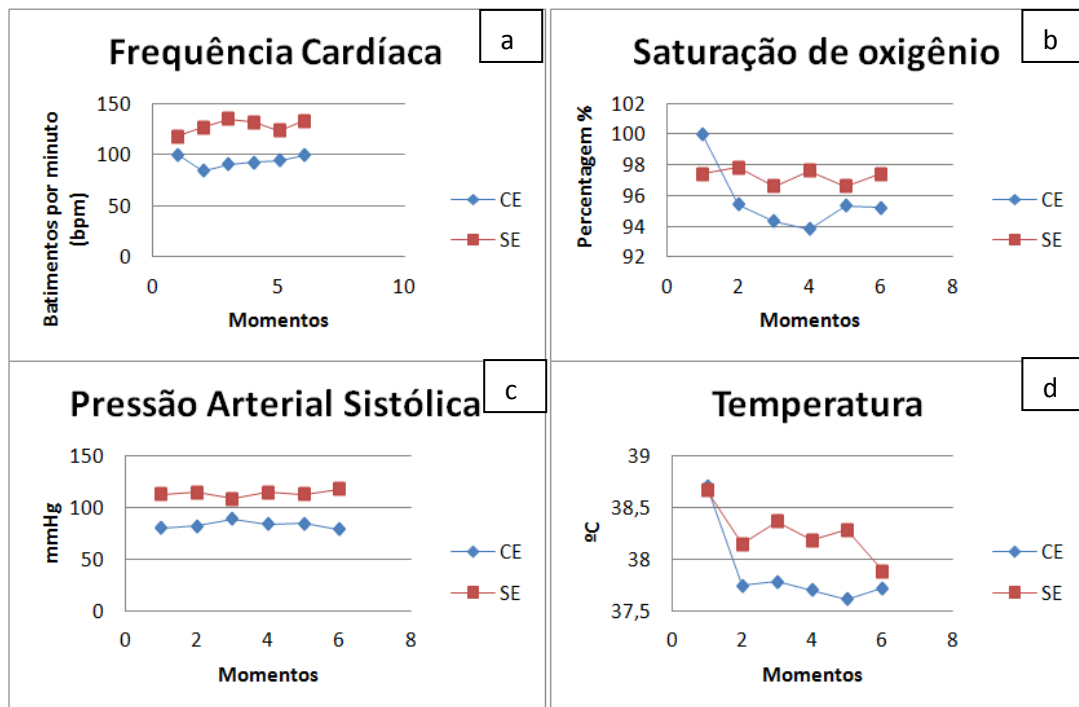 Frequência Cardíaca
a
Batimentos por minuto
(bpm)
150
100
50
0
0
5
10
Momentos
CE
SE
Saturação de oxigênio
b
Percentagem %
102
100
98
96
94
92
0
2
4
6
8
Momentos
CE
SE
Pressão Arterial Sistólica
c
mmHg
150
100
50
0
0
2
4
6
8
Momentos
CE
SE
Temperatura
d
ºC
39
38,5
38
37,5
0
2
4
6
8
Momentos
CE
SE